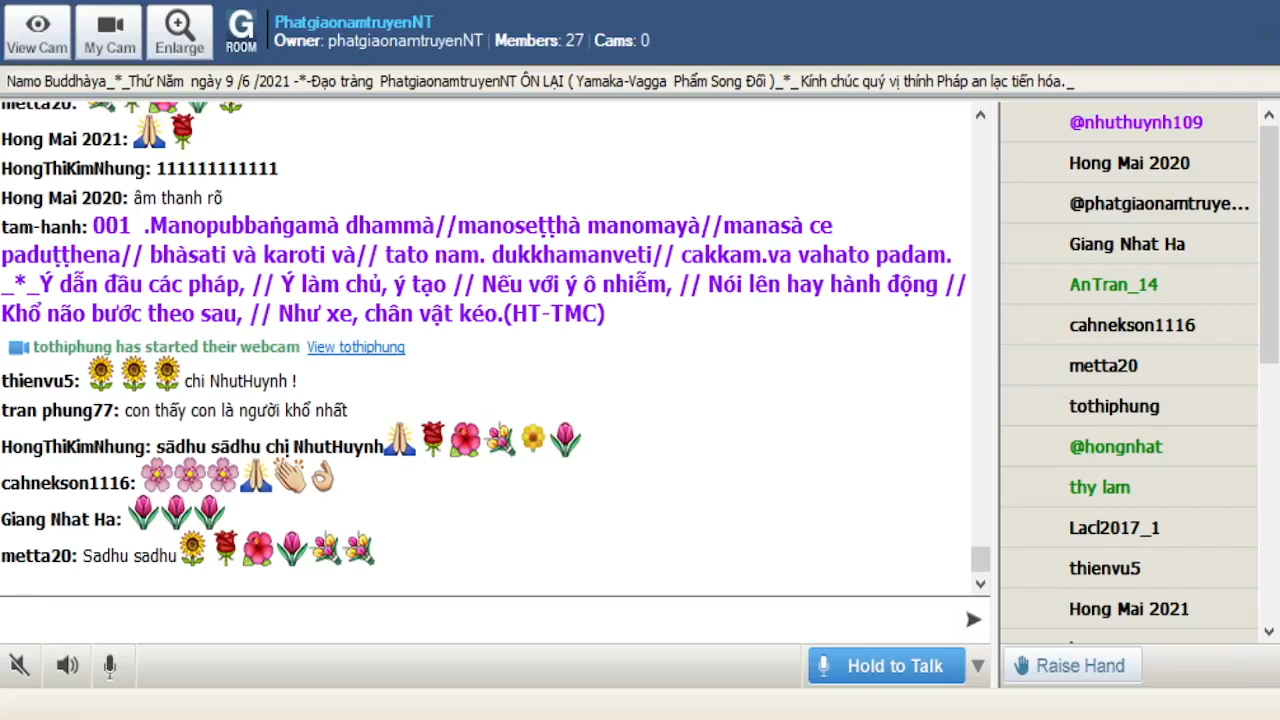 View Cam
My Cam
Enlarge
G
ROOM
PhatgiaonamtruyenNT
Owner: phatgiaonamtruyenNT | Members: 27 | Cams: 0
Namo Buddhàya_*_Thứ Năm ngày 9 /6 /2021 -*-Đạo tràng PhatgiaonamtruyenNT ÔN LẠI ( Yamaka-Vagga Phẩm Song Đối )_*_Kính chúc quý vị thính Pháp an lạc tiến hóa._
metta20:
Hong Mai 2021:
HongThiKimNhung: 111111111111
Hong Mai 2020: âm thanh rõ
tam-hanh: 001 .Manopubbaṅgamà dhammà//manoseṭṭhà manomayà//manasà ce
paduṭṭhena// bhàsati và karoti và// tato nam. dukkhamanveti// cakkam.va vahato padam.
_*_Ý dẫn đầu các pháp, // Ý làm chủ, ý tạo // Nếu với ý ô nhiễm, // Nói lên hay hành động //
Khổ não bước theo sau, // Như xe, chân vật kéo.(HT-TMC)
tothiphung has started their webcam View tothiphung
thienvu5: chi NhutHuynh !
tran phung77: con thấy con là người khổ nhất
HongThiKimNhung: sādhu sādhu chị NhutHuynh
cahnekson1116:
Giang Nhat Ha:
metta20: Sadhu sadhu
Hold to Talk
@nhuthuynh109
Hong Mai 2020
@phatgiaonamtruye...
Giang Nhat Ha
AnTran_14
cahnekson1116
metta20
tothiphung
@hongnhat
thy lam
Lacl2017_1
thienvu5
Hong Mai 2021
Raise Hand